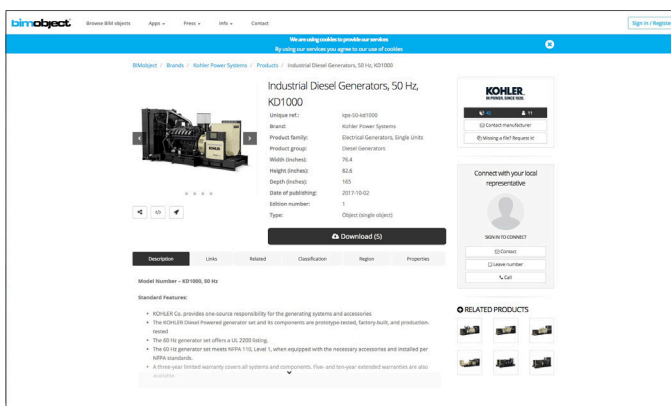 bimobject
Browse BIM objects Apps Press Info Contact Sign in / Register
We are using cookies to provide our services
By using our services you agree to our use of cookies
BIMobject / Brands / Kohler Power Systems / Products / Industrial Diesel Generators, 50 Hz, KD1000
Industrial Diesel Generators, 50 Hz,
KD1000
Unique ref.: kps-50-kd1000
Brand: Kohler Power Systems
Product family: Electrical Generators, Single Units
Product group: Diesel Generators
Width (inches): 76.4
Height (inches): 82.6
Depth (inches): 165
Date of publishing: 2017-10-02
Edition number: 1
Type: Object (single object)
Download (5)
Description Links Related Classification Region Properties
Model Number – KD1000, 50 Hz
Standard Features:
• KOHLER Co. provides one-source responsibility for the generating systems and accessories
• The KOHLER Diesel Powered generator set and its components are prototype-tested, factory-built, and production-
tested
• The 60 Hz generator set offers a UL 2200 listing.
• The 60 Hz generator set meets NFPA 110, Level 1, when equipped with the necessary accessories and installed per
NFPA standards.
• A three-year limited warranty covers all systems and components. Five- and ten-year extended warranties are also
available.
KOHLER.
IN POWER. SINCE 1920.
11
Contact manufacturer
Missing a file? Request it!
Connect with your local
representative
SIGN IN TO CONNECT
Contact
Leave number
Call
RELATED PRODUCTS